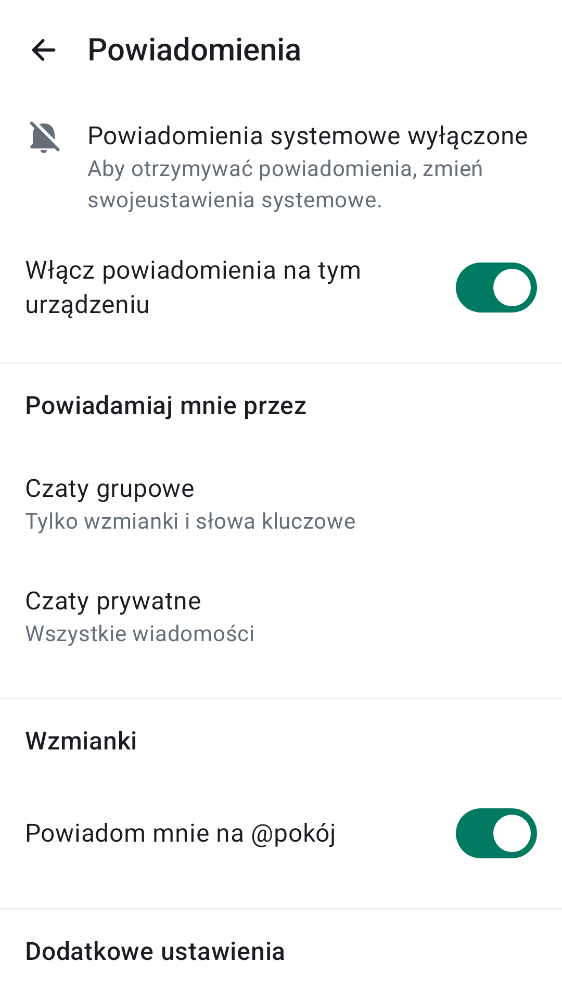 Powiadomienia
Powiadomienia systemowe wyłączone
Aby otrzymywać powiadomienia, zmień
swojeustawienia systemowe.
Włącz powiadomienia na tym
urządzeniu
Powiadamiaj mnie przez
Czaty grupowe
Tylko wzmianki i słowa kluczowe
Czaty prywatne
Wszystkie wiadomości
Wzmianki
Powiadom mnie na @pokój
Dodatkowe ustawienia